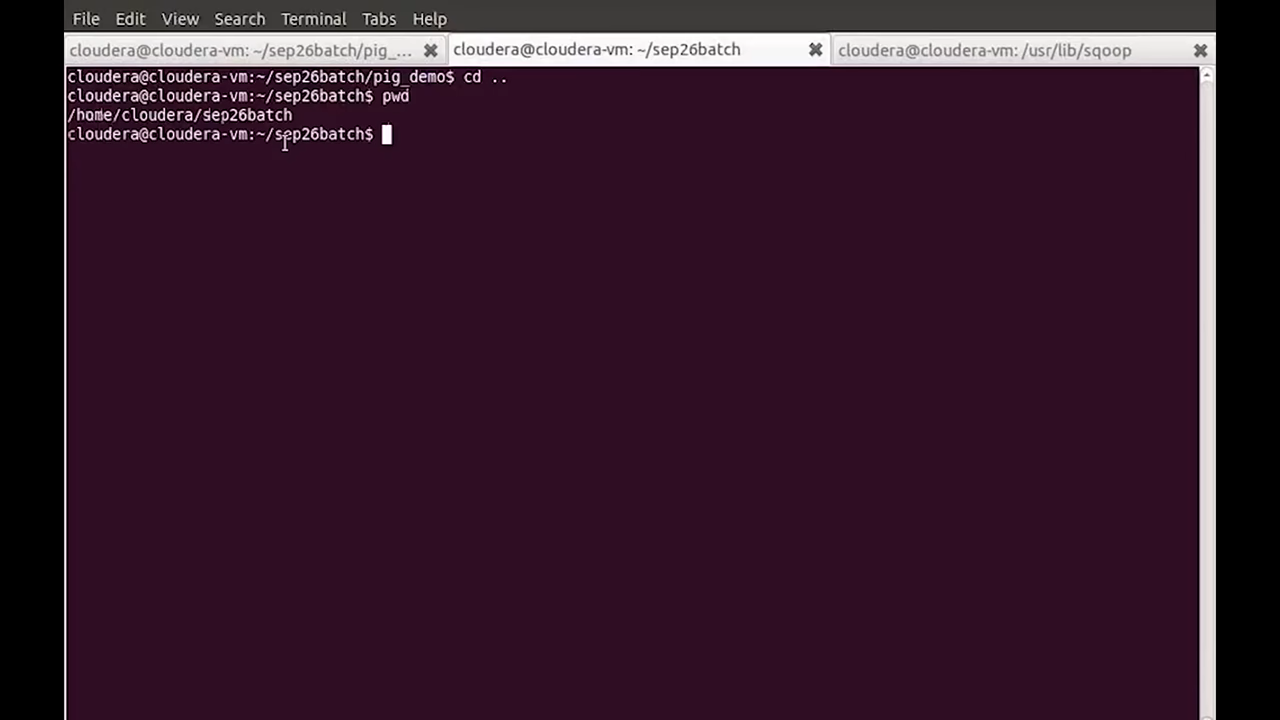 File Edit View Search Terminal Tabs Help
cloudera@cloudera-vm: ~/sep26batch/pig_... cloudera@cloudera-vm: ~/sep26batch cloudera@cloudera-vm: /usr/lib/sqoop
cloudera@cloudera-vm:~/sep26batch/pig_demo$ cd ..
cloudera@cloudera-vm:~/sep26batch$ pwd
/home/cloudera/sep26batch
cloudera@cloudera-vm:~/sep26batch$